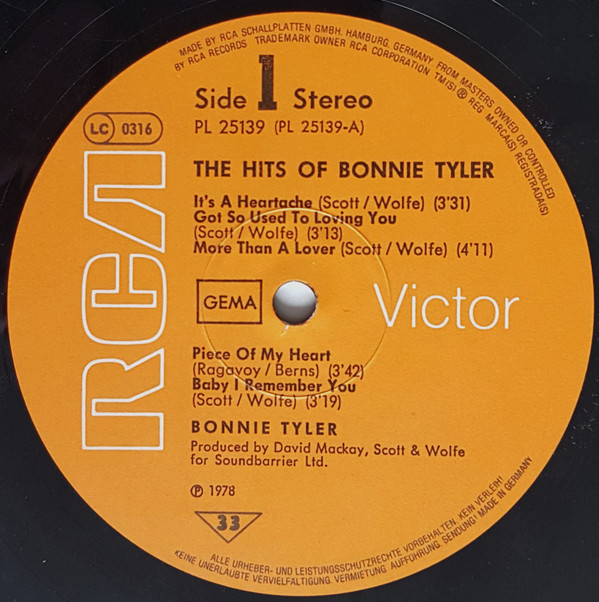 MADE BY RCA SCHALLPLATTEN GMBH, HAMBURG, GERMANY FROM MASTERS OWNED OR CONTROLLED
BY RCA RECORDS TRADEMARK OWNER RCA CORPORATION TM(S) ® REG MARCA(S) REGISTRADA(S)
Side 1 Stereo
PL 25139 (PL 25139-A)
LC 0316
RCA
THE HITS OF BONNIE TYLER
It's A Heartache (Scott / Wolfe) (3'31)
Got So Used To Loving You
(Scott / Wolfe) (3'13)
More Than A Lover (Scott / Wolfe) (4'11)
GEMA
Victor
Piece Of My Heart
(Ragavoy / Berns) (3'42)
Baby I Remember You
(Scott / Wolfe) (3'19)
BONNIE TYLER
Produced by David Mackay, Scott & Wolfe
for Soundbarrier Ltd.
℗ 1978
33
ALLE URHEBER- UND LEISTUNGSSCHUTZRECHTE VORBEHALTEN. KEIN VERLEIH!
KEINE UNERLAUBTE VERVIELFÄLTIGUNG. VERMIETUNG AUFFÜHRUNG. SENDUNG! MADE IN GERMANY